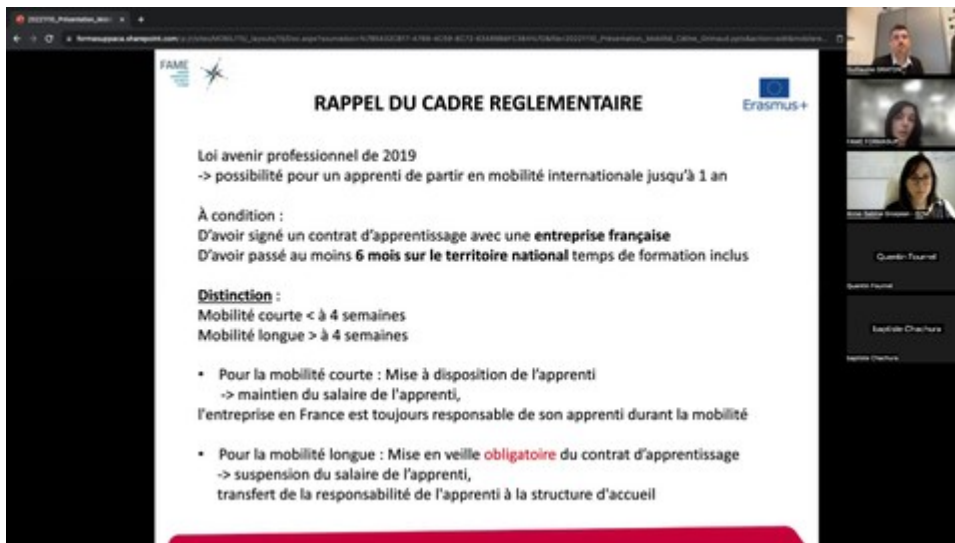 FAME
Erasmus+
RAPPEL DU CADRE REGLEMENTAIRE
Loi avenir professionnel de 2019
-> possibilité pour un apprenti de partir en mobilité internationale jusqu'à 1 an
À condition :
D'avoir signé un contrat d'apprentissage avec une entreprise française
D'avoir passé au moins 6 mois sur le territoire national temps de formation inclus
Distinction :
Mobilité courte < à 4 semaines
Mobilité longue > à 4 semaines
• Pour la mobilité courte : Mise à disposition de l'apprenti
-> maintien du salaire de l'apprenti,
l'entreprise en France est toujours responsable de son apprenti durant la mobilité
• Pour la mobilité longue : Mise en veille obligatoire du contrat d'apprentissage
-> suspension du salaire de l'apprenti,
transfert de la responsabilité de l'apprenti à la structure d'accueil
Quentin Fournel
Quentin Fournel
baptiste Chachura
baptiste Chachura